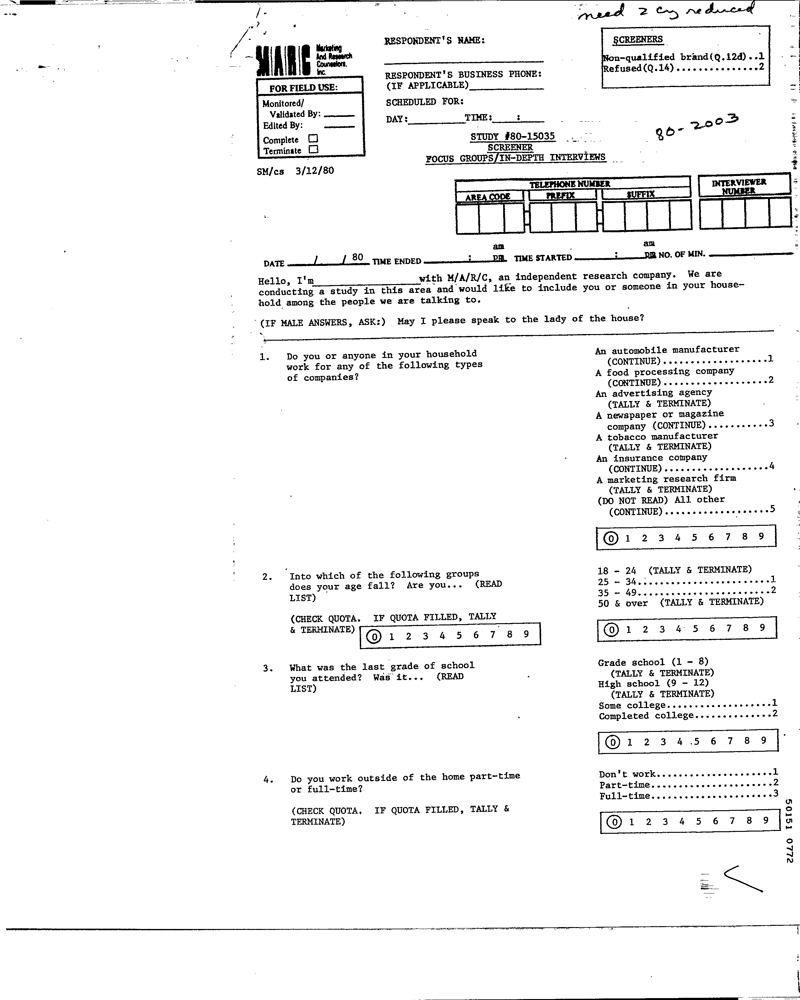 need 2 cy reduced
M/A/R/C Marketing And Research Counselors, Inc.
FOR FIELD USE:
Monitored/
Validated By:
Edited By:
Complete
Terminate
SM/cs 3/12/80
RESPONDENT'S NAME:
RESPONDENT'S BUSINESS PHONE:
(IF APPLICABLE)
SCHEDULED FOR:
DAY: TIME: :
SCREENERS
Non-qualified brand(Q.12d)..1
Refused(Q.14)...............2
80-2003
STUDY #80-15035
SCREENER
FOCUS GROUPS/IN-DEPTH INTERVIEWS
TELEPHONE NUMBER
AREA CODE PREFIX SUFFIX
INTERVIEWER NUMBER
DATE / / 80 TIME ENDED : am pm TIME STARTED : am pm NO. OF MIN.
Hello, I'm with M/A/R/C, an independent research company. We are
conducting a study in this area and would like to include you or someone in your house-
hold among the people we are talking to.
(IF MALE ANSWERS, ASK:) May I please speak to the lady of the house?
1. Do you or anyone in your household
work for any of the following types
of companies?
An automobile manufacturer
(CONTINUE)..................1
A food processing company
(CONTINUE)..................2
An advertising agency
(TALLY & TERMINATE)
A newspaper or magazine
company (CONTINUE)...........3
A tobacco manufacturer
(TALLY & TERMINATE)
An insurance company
(CONTINUE)..................4
A marketing research firm
(TALLY & TERMINATE)
(DO NOT READ) All other
(CONTINUE)..................5
0 1 2 3 4 5 6 7 8 9
2. Into which of the following groups
does your age fall? Are you... (READ
LIST)
(CHECK QUOTA. IF QUOTA FILLED, TALLY
& TERMINATE) 0 1 2 3 4 5 6 7 8 9
18 - 24 (TALLY & TERMINATE)
25 - 34.......................1
35 - 49.......................2
50 & over (TALLY & TERMINATE)
0 1 2 3 4 5 6 7 8 9
3. What was the last grade of school
you attended? Was it... (READ
LIST)
Grade school (1 - 8)
(TALLY & TERMINATE)
High school (9 - 12)
(TALLY & TERMINATE)
Some college..................1
Completed college.............2
0 1 2 3 4 5 6 7 8 9
4. Do you work outside of the home part-time
or full-time?
(CHECK QUOTA. IF QUOTA FILLED, TALLY &
TERMINATE)
Don't work....................1
Part-time.....................2
Full-time.....................3
0 1 2 3 4 5 6 7 8 9
50151 0772